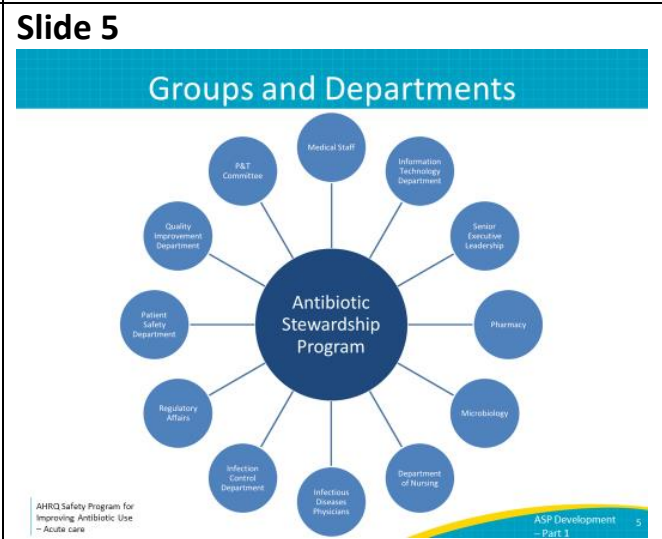 Slide 5
Groups and Departments
Medical Staff
Information
Technology
Department
Senior
Executive
Leadership
Pharmacy
Microbiology
Department
of Nursing
Infectious
Diseases
Physicians
Infection
Control
Department
Regulatory
Affairs
Patient
Safety
Department
Quality
Improvement
Department
P&T
Committee
Antibiotic
Stewardship
Program
AHRQ Safety Program for
Improving Antibiotic Use
– Acute care
ASP Development
– Part 1
5